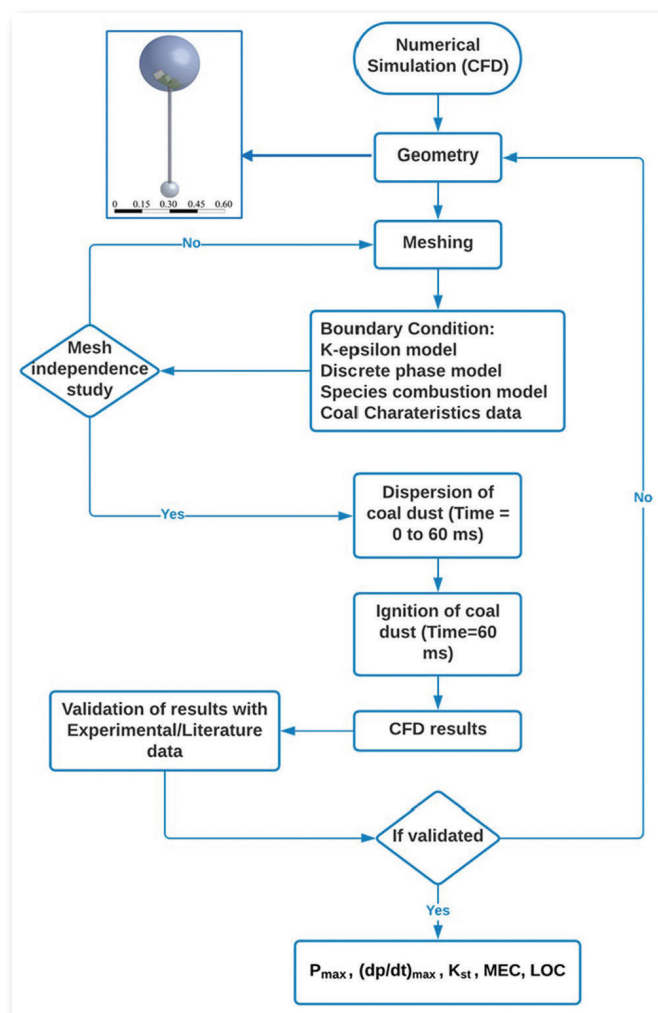 Numerical
Simulation (CFD)
Geometry
0 0.15 0.30 0.45 0.60
Meshing
No
Boundary Condition:
K-epsilon model
Discrete phase model
Species combustion model
Coal Charateristics data
Mesh
independence
study
No
Yes
Dispersion of
coal dust (Time =
0 to 60 ms)
Ignition of coal
dust (Time=60
ms)
Validation of results with
Experimental/Literature
data
CFD results
If validated
Yes
Pmax , (dp/dt)max , Kst , MEC, LOC